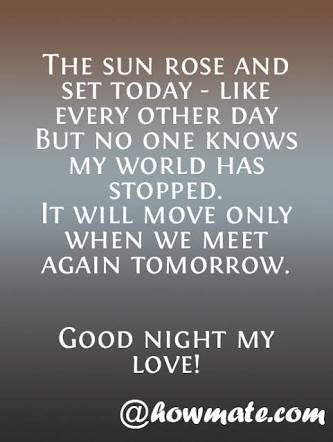 The sun rose and
set today - like
every other day
But no one knows
my world has
stopped.
It will move only
when we meet
again tomorrow.
Good night my
love!
@howmate.com